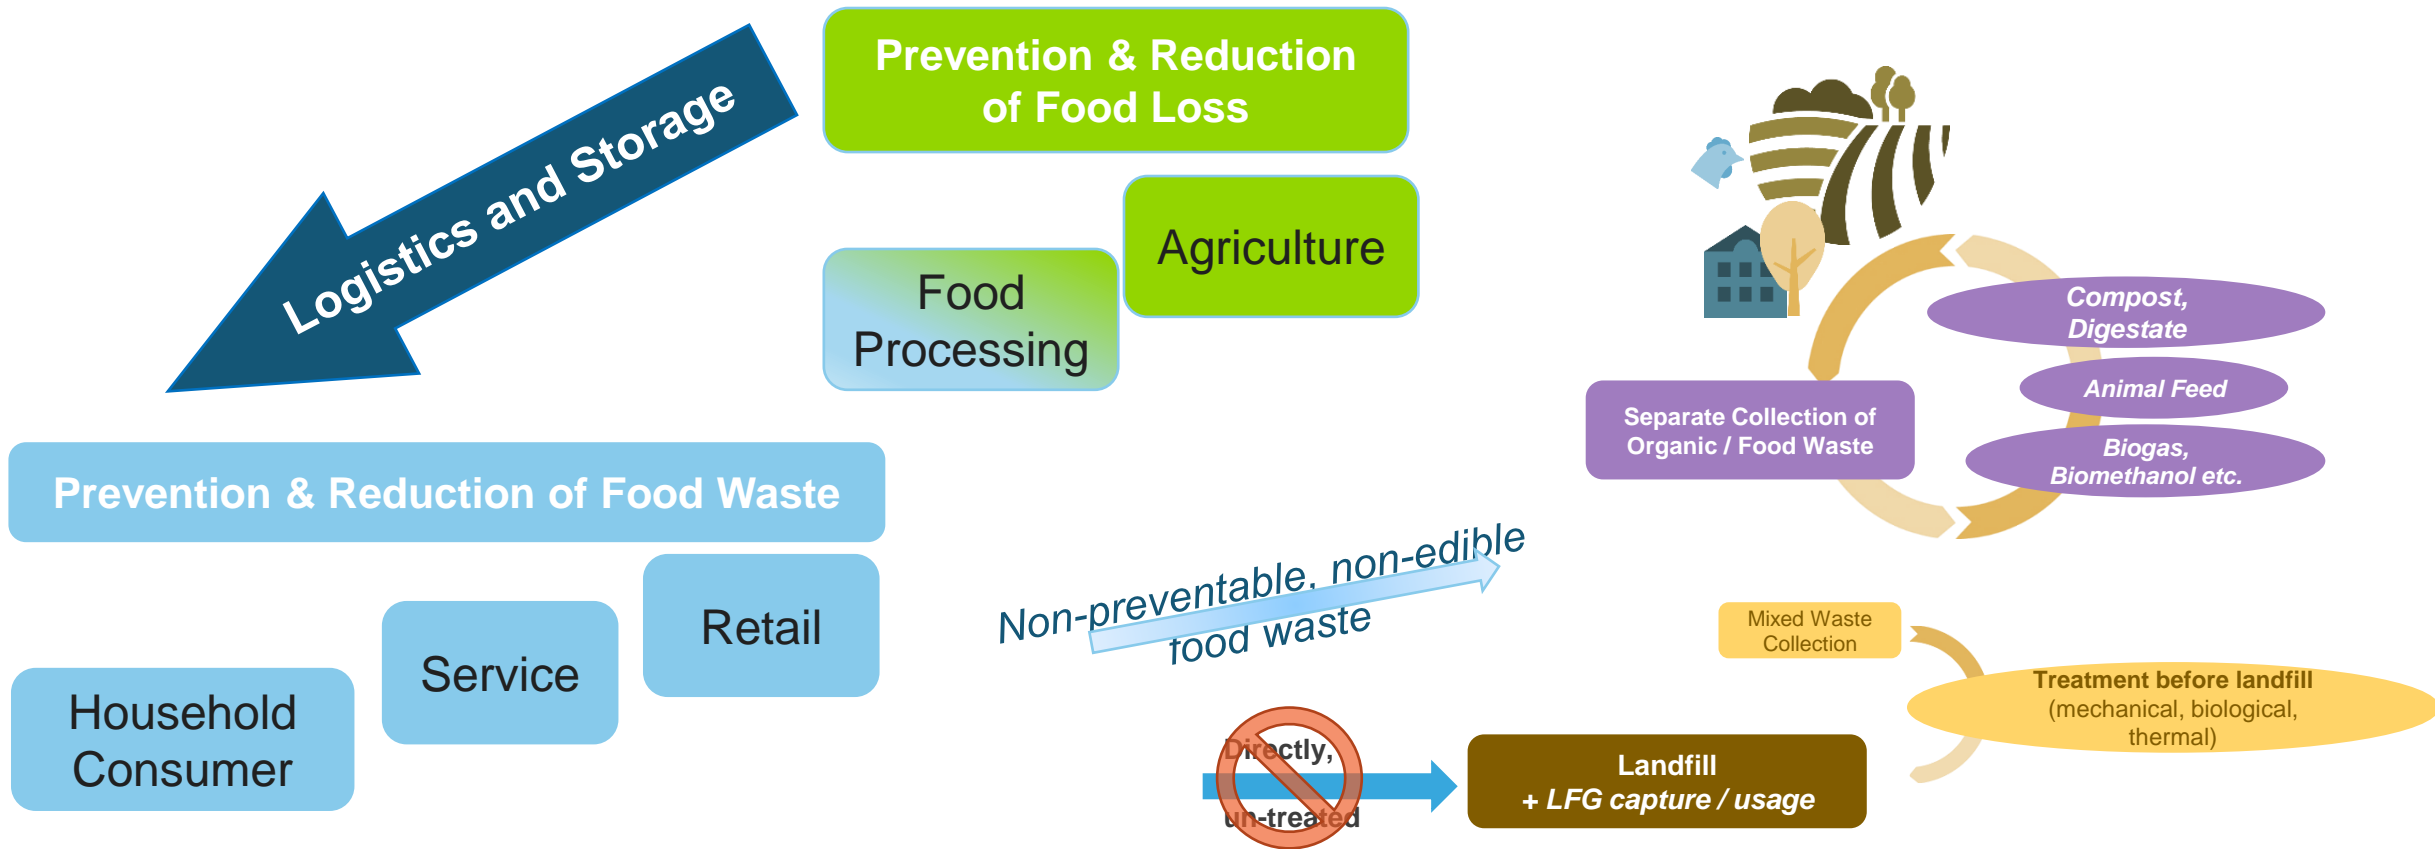 Prevention & Reduction
of Food Loss
Logistics and Storage
Agriculture
Food
Processing
Prevention & Reduction of Food Waste
Retail
Service
Household
Consumer
Non-preventable, non-edible
food waste
Compost,
Digestate
Animal Feed
Biogas,
Biomethanol etc.
Separate Collection of
Organic / Food Waste
Mixed Waste
Collection
Treatment before landfill
(mechanical, biological,
thermal)
Directly,
un-treated
Landfill
+ LFG capture / usage